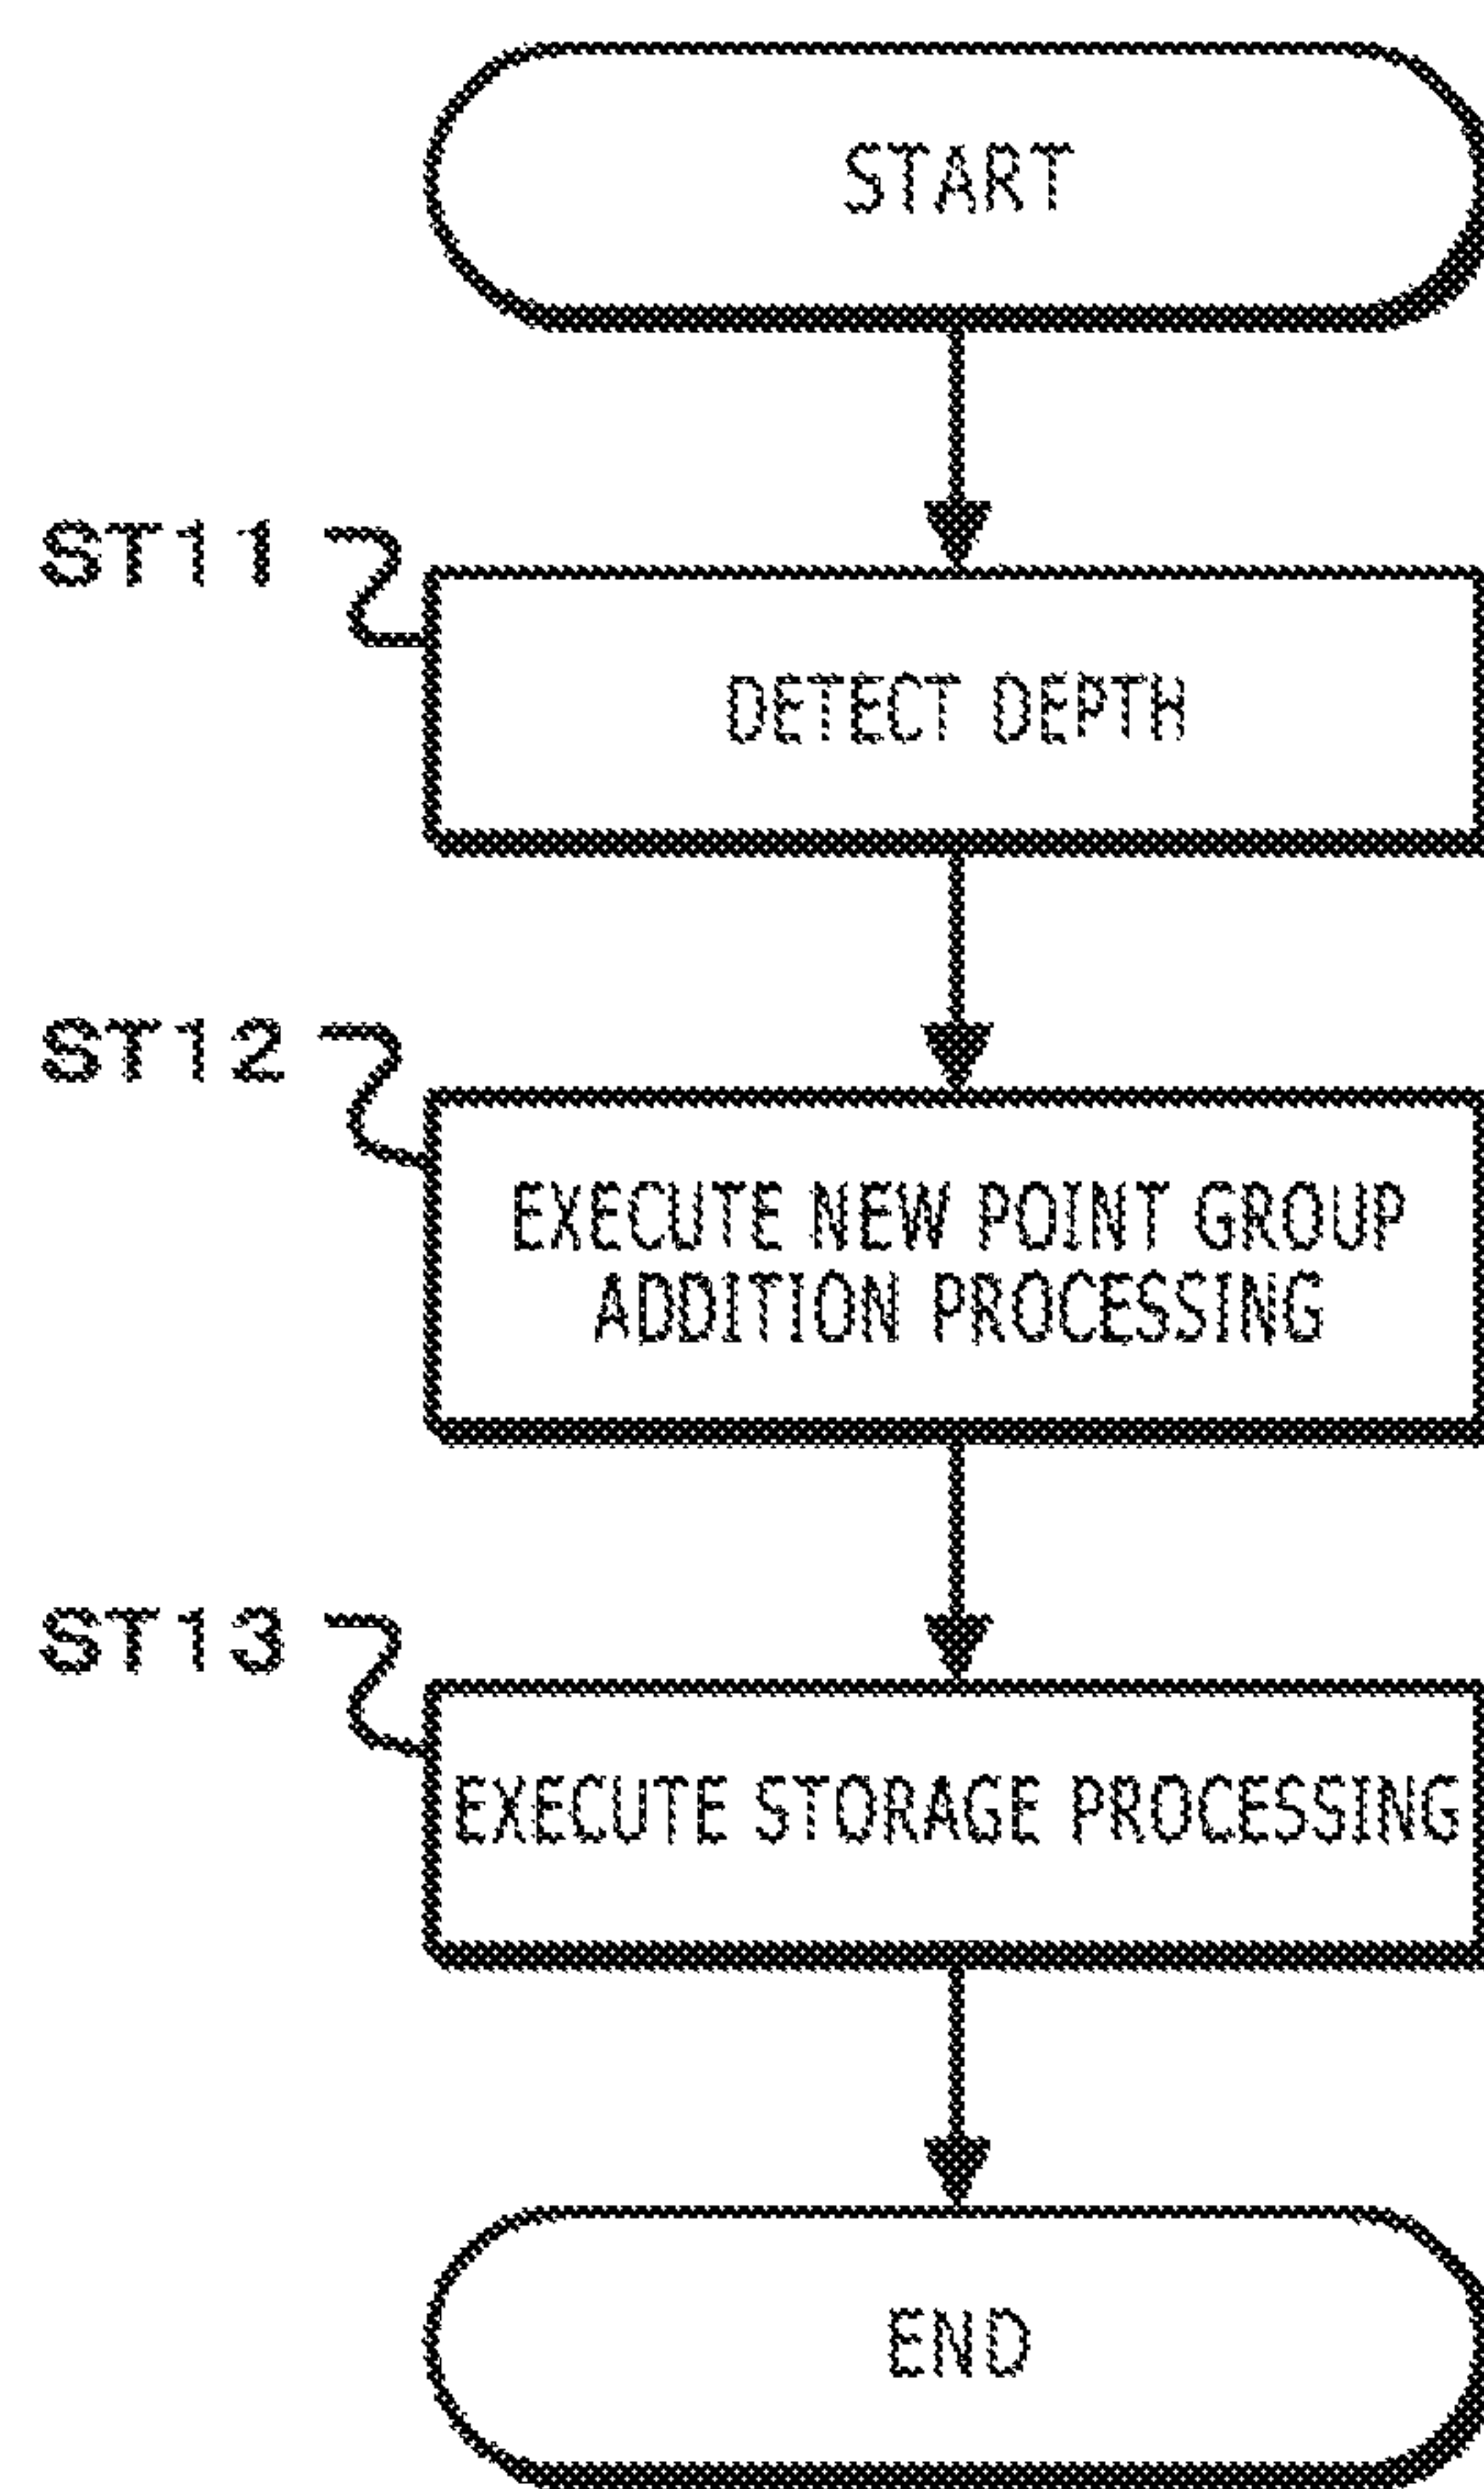 START
ST11
DETECT DEPTH
ST12
EXECUTE NEW POINT GROUP
ADDITION PROCESSING
ST13
EXECUTE STORAGE PROCESSING
END